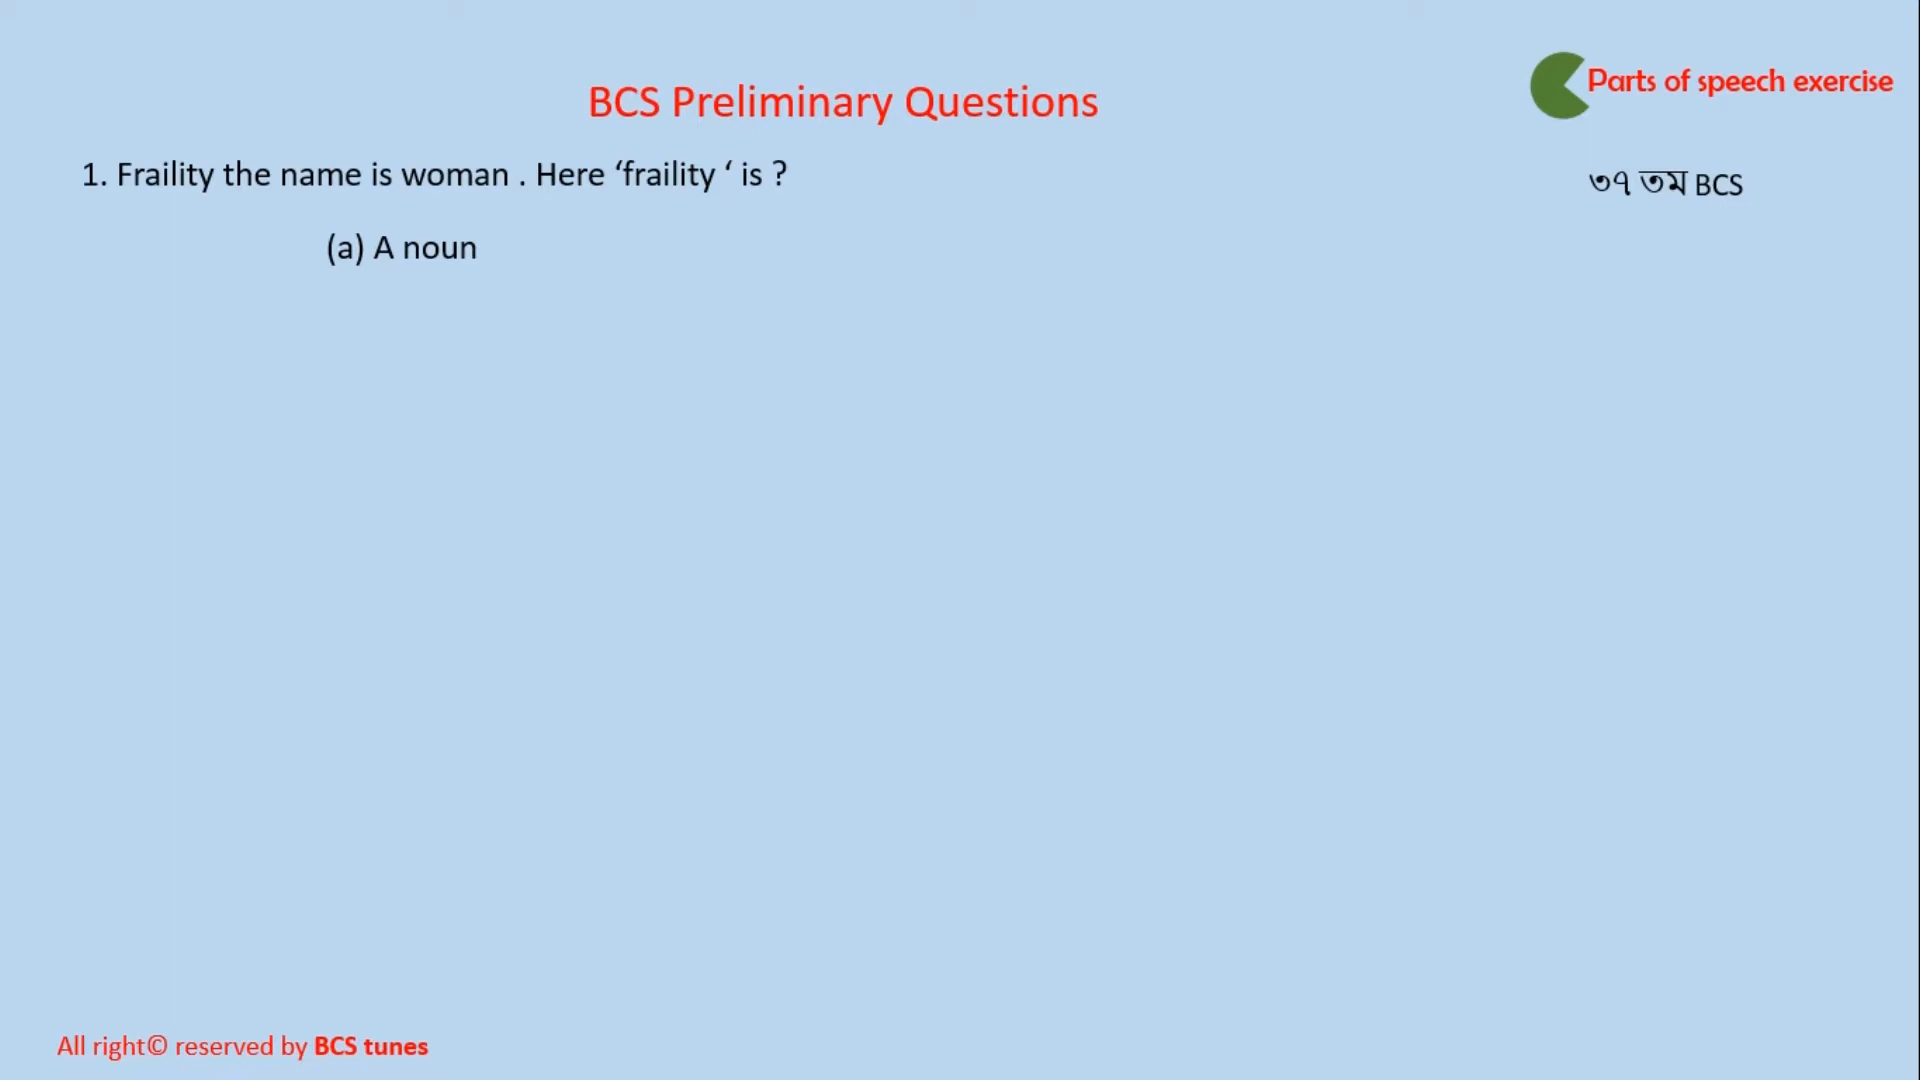 Parts of speech exercise
BCS Preliminary Questions
1. Fraility the name is woman . Here ‘fraility ‘ is ?
৩৭ তম BCS
(a) A noun
All right© reserved by BCS tunes